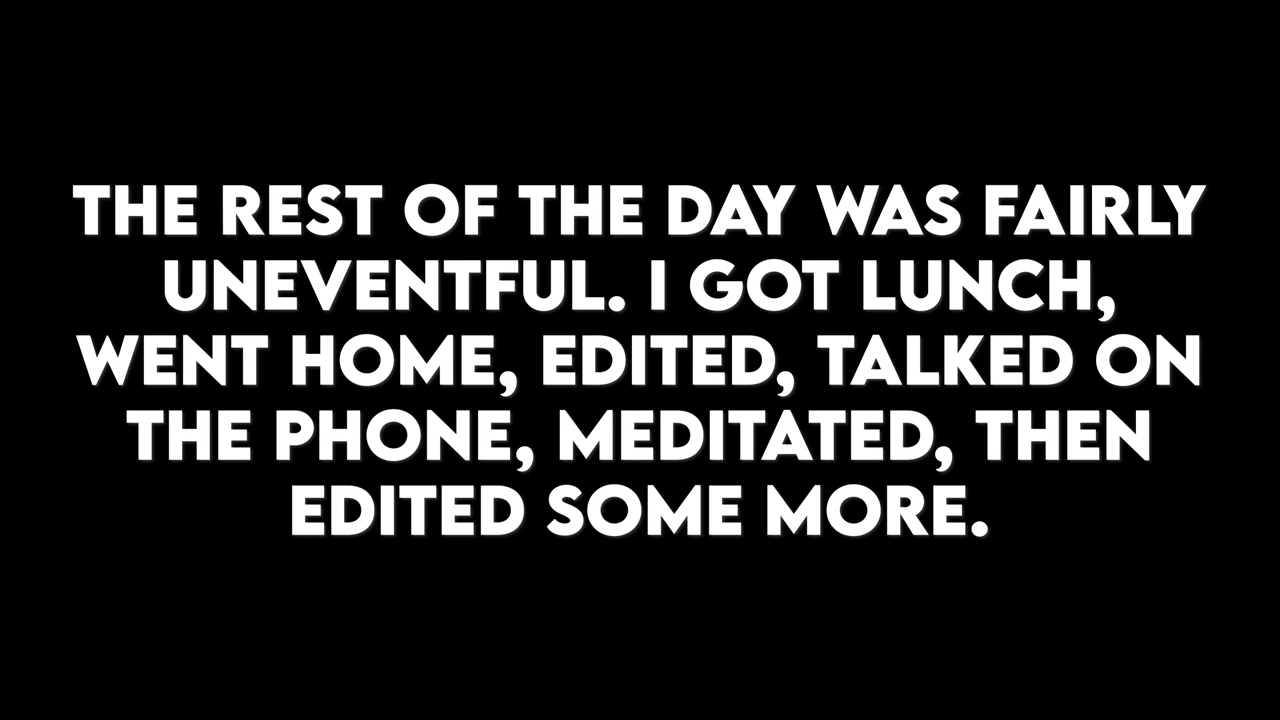 THE REST OF THE DAY WAS FAIRLY
UNEVENTFUL. I GOT LUNCH,
WENT HOME, EDITED, TALKED ON
THE PHONE, MEDITATED, THEN
EDITED SOME MORE.